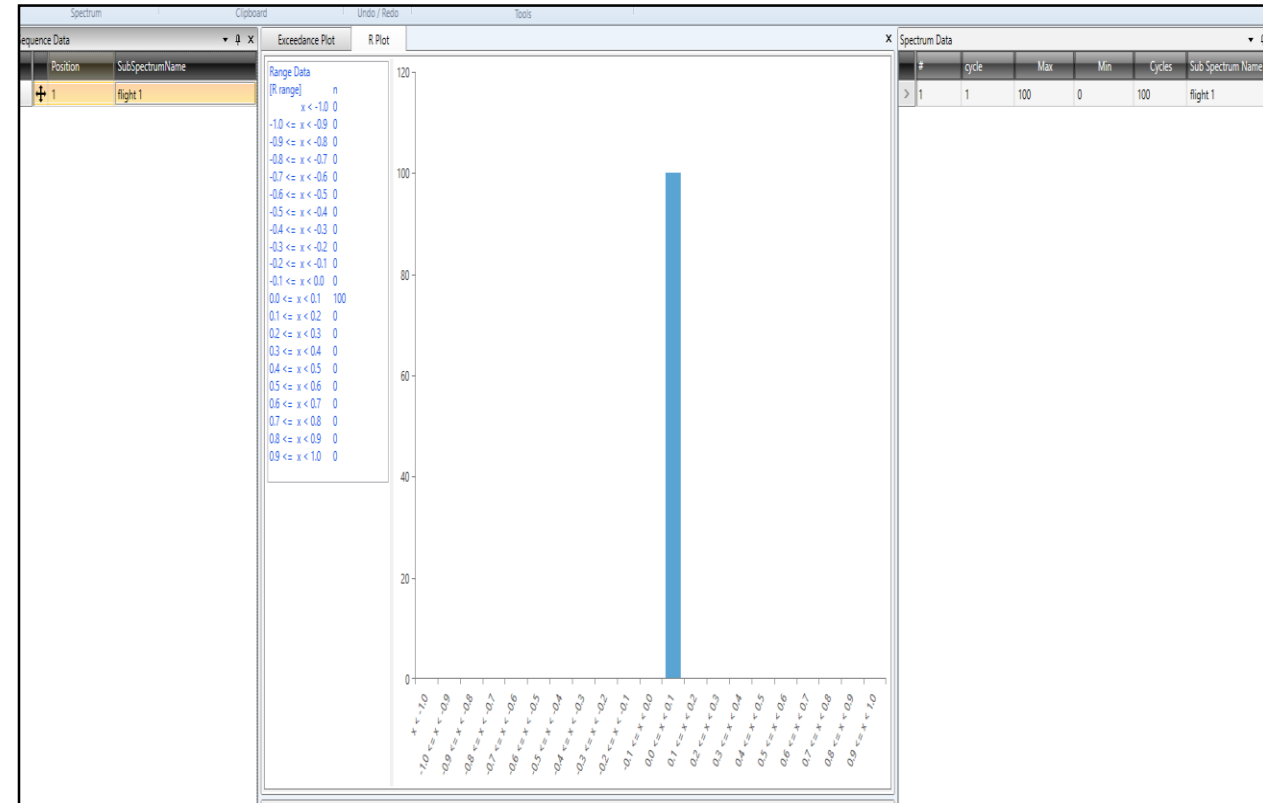 Spectrum Clipboard Undo / Redo Tools
equence Data
Position SubSpectrumName
1 flight 1
Exceedance Plot R Plot X
Range Data
[R range] n
x < -1.0 0
-1.0 <= x < -0.9 0
-0.9 <= x < -0.8 0
-0.8 <= x < -0.7 0
-0.7 <= x < -0.6 0
-0.6 <= x < -0.5 0
-0.5 <= x < -0.4 0
-0.4 <= x < -0.3 0
-0.3 <= x < -0.2 0
-0.2 <= x < -0.1 0
-0.1 <= x < 0.0 0
0.0 <= x < 0.1 100
0.1 <= x < 0.2 0
0.2 <= x < 0.3 0
0.3 <= x < 0.4 0
0.4 <= x < 0.5 0
0.5 <= x < 0.6 0
0.6 <= x < 0.7 0
0.7 <= x < 0.8 0
0.8 <= x < 0.9 0
0.9 <= x < 1.0 0
120
100
80
60
40
20
0
x < -1.0
-1.0 <= x < -0.9
-0.9 <= x < -0.8
-0.8 <= x < -0.7
-0.7 <= x < -0.6
-0.6 <= x < -0.5
-0.5 <= x < -0.4
-0.4 <= x < -0.3
-0.3 <= x < -0.2
-0.2 <= x < -0.1
-0.1 <= x < 0.0
0.0 <= x < 0.1
0.1 <= x < 0.2
0.2 <= x < 0.3
0.3 <= x < 0.4
0.4 <= x < 0.5
0.5 <= x < 0.6
0.6 <= x < 0.7
0.7 <= x < 0.8
0.8 <= x < 0.9
0.9 <= x < 1.0
Spectrum Data
# cycle Max Min Cycles Sub Spectrum Name
1 1 100 0 100 flight 1